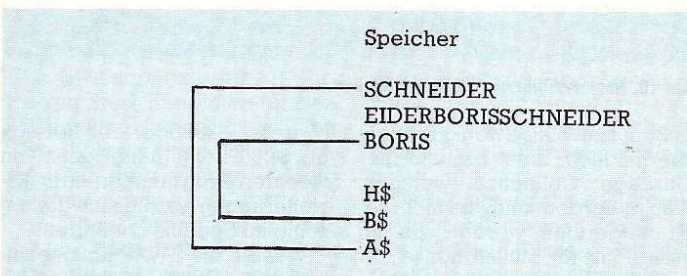 Speicher
SCHNEIDER
EIDERBORISSCHNEIDER
BORIS
H$
B$
A$